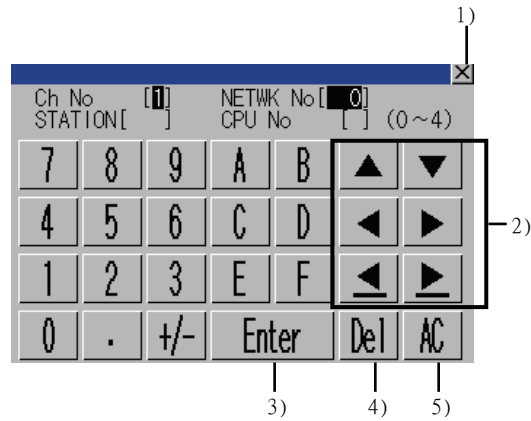 1)
×
Ch No [1] NETWK No[ 0]
STATION[ ] CPU No [ ] (0~4)
7 8 9 A B ▲ ▼
4 5 6 C D ◀ ▶
2)
1 2 3 E F ◀ ▶
0 . +/- Enter Del AC
3) 4) 5)